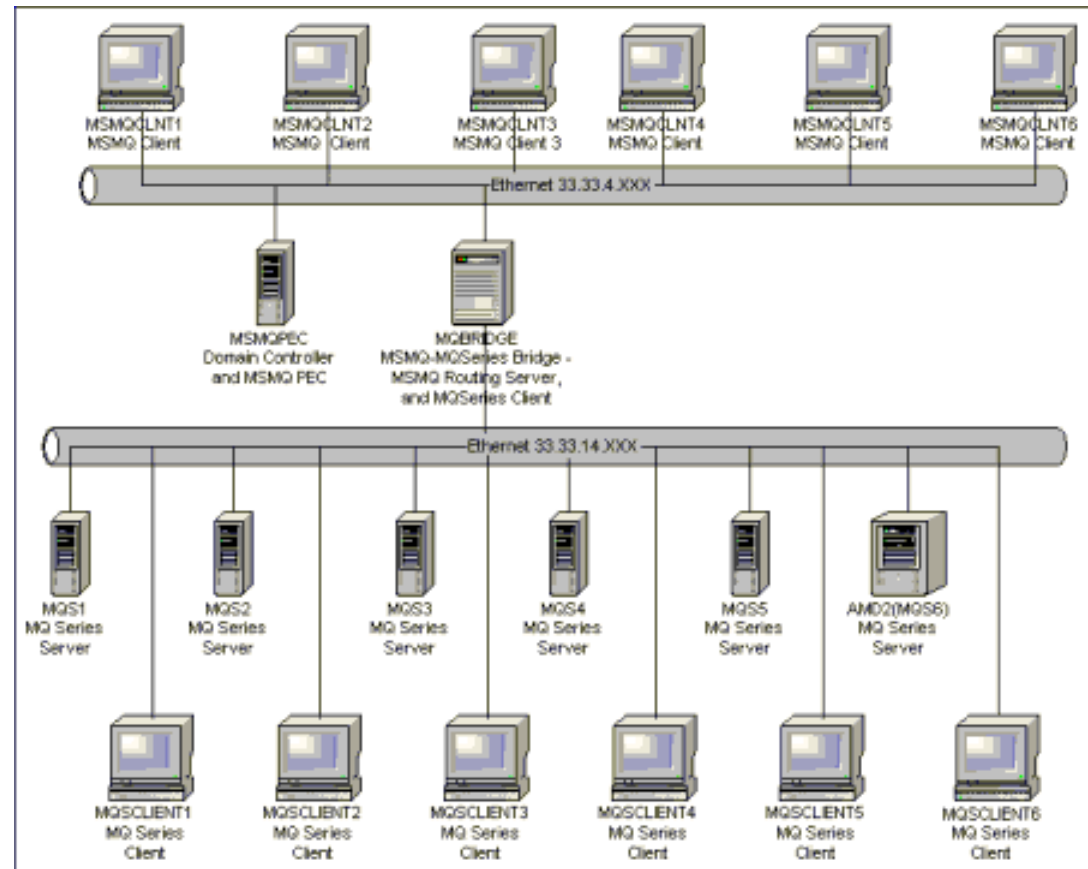 MSMQCLNT1
MSMQ Client
MSMQCLNT2
MSMQ Client
MSMQCLNT3
MSMQ Client 3
MSMQCLNT4
MSMQ Client
MSMQCLNT5
MSMQ Client
MSMQCLNT6
MSMQ Client
Ethernet 33.33.4.XXX
MSMQPEC
Domain Controller
and MSMQ PEC
MQBRIDGE
MSMQ-MQSeries Bridge -
MSMQ Routing Server,
and MQSeries Client
Ethernet 33.33.14.XXX
MQS1
MQ Series
Server
MQS2
MQ Series
Server
MQS3
MQ Series
Server
MQS4
MQ Series
Server
MQS5
MQ Series
Server
AMD2(MQS6)
MQ Series
Server
MQSCLIENT1
MQ Series
Client
MQSCLIENT2
MQ Series
Client
MQSCLIENT3
MQ Series
Client
MQSCLIENT4
MQ Series
Client
MQSCLIENT5
MQ Series
Client
MQSCLIENT6
MQ Series
Client